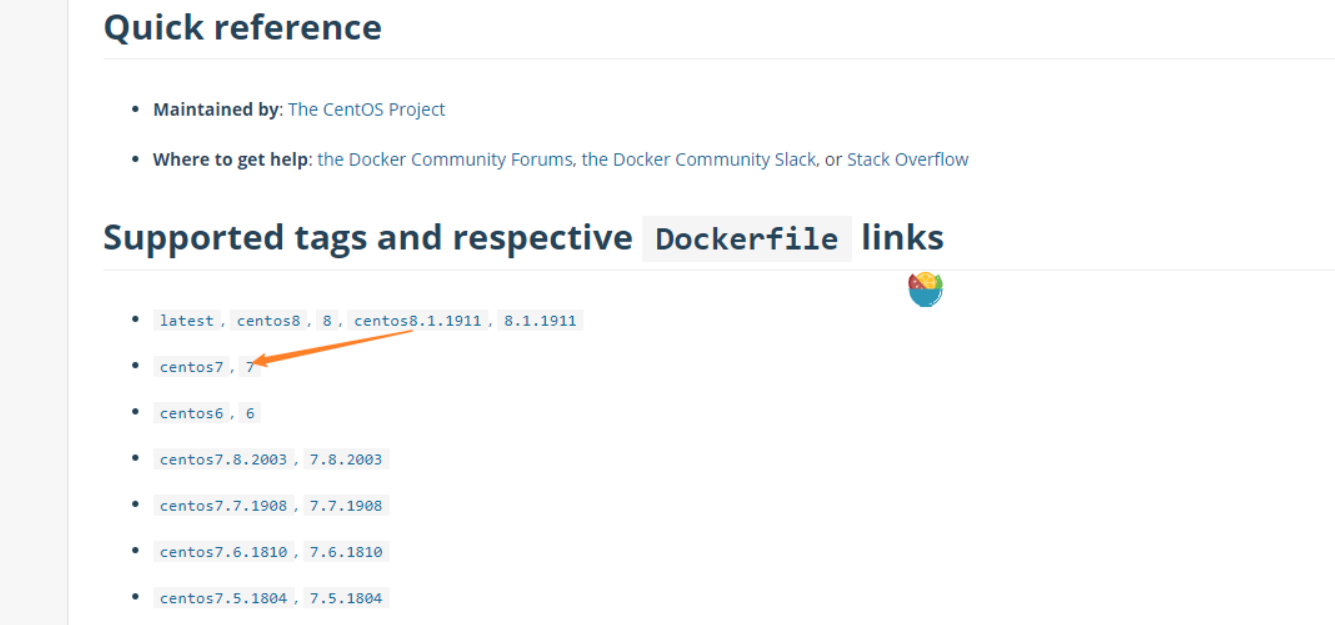 Quick reference
Maintained by: The CentOS Project
Where to get help: the Docker Community Forums, the Docker Community Slack, or Stack Overflow
Supported tags and respective Dockerfile links
latest, centos8, 8, centos8.1.1911, 8.1.1911
centos7, 7
centos6, 6
centos7.8.2003, 7.8.2003
centos7.7.1908, 7.7.1908
centos7.6.1810, 7.6.1810
centos7.5.1804, 7.5.1804